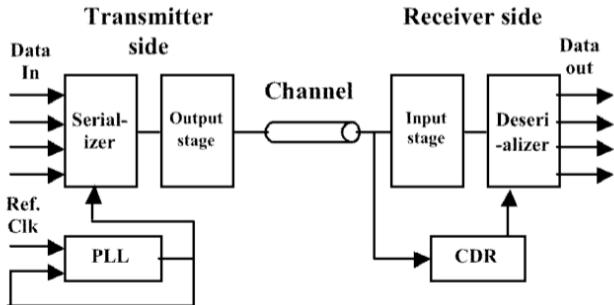 Transmitter
side
Receiver side
Data
In
Data
out
Serial-
izer
Output
stage
Channel
Input
stage
Deseri
-alizer
Ref.
Clk
PLL
CDR